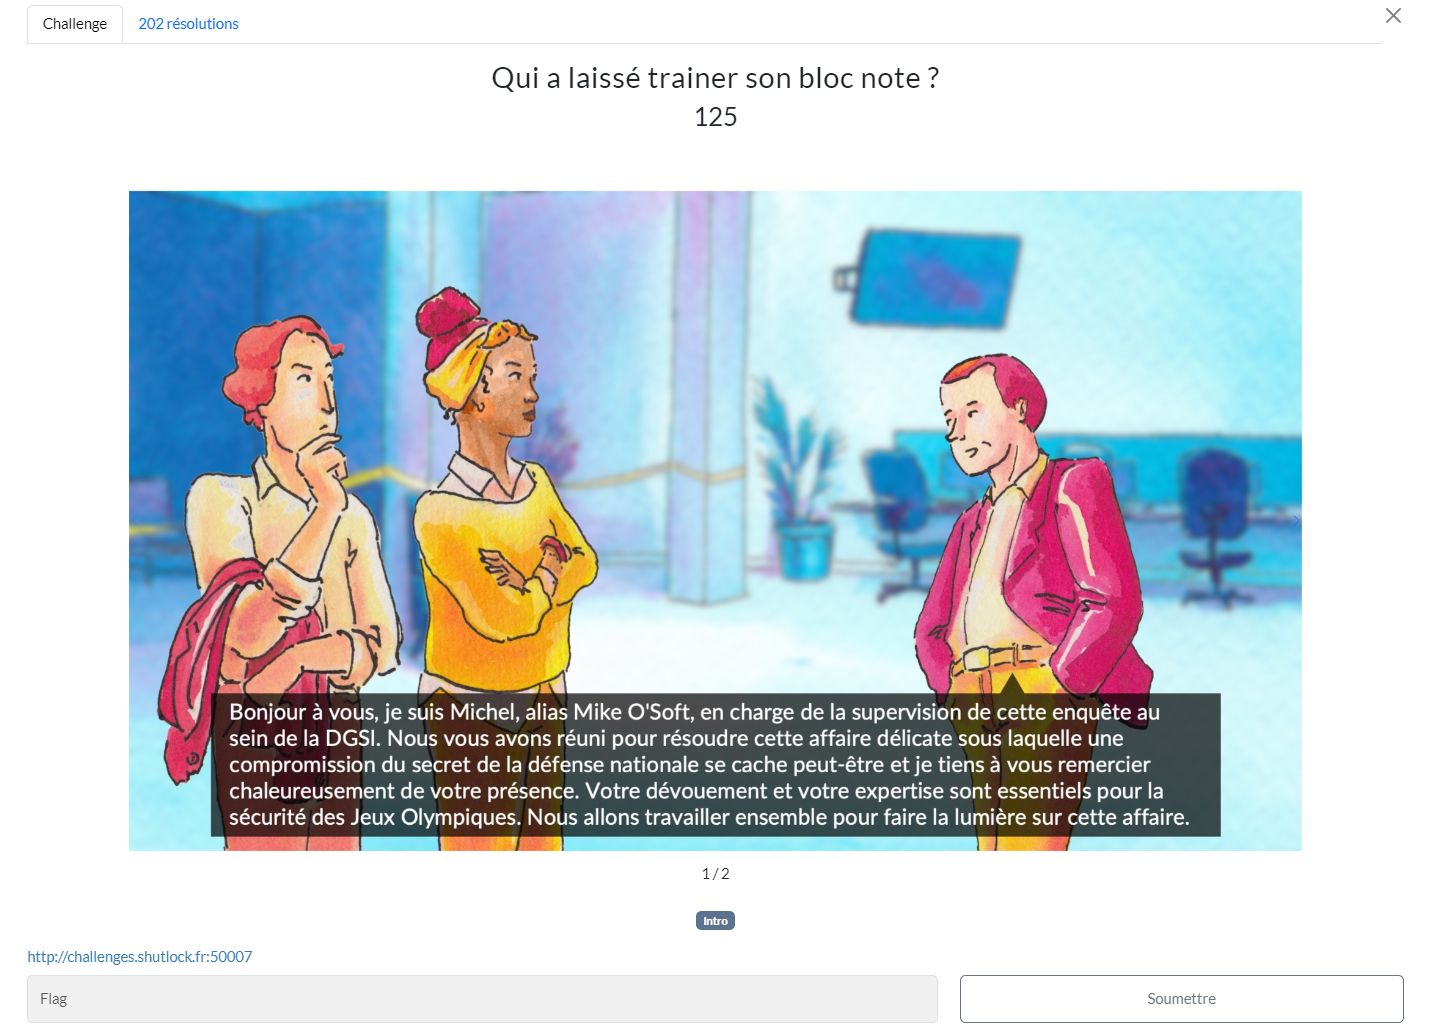 Challenge
202 résolutions
Qui a laissé trainer son bloc note ?
125
Bonjour à vous, je suis Michel, alias Mike O'Soft, en charge de la supervision de cette enquête au
sein de la DGSI. Nous vous avons réuni pour résoudre cette affaire délicate sous laquelle une
compromission du secret de la défense nationale se cache peut-être et je tiens à vous remercier
chaleureusement de votre présence. Votre dévouement et votre expertise sont essentiels pour la
sécurité des Jeux Olympiques. Nous allons travailler ensemble pour faire la lumière sur cette affaire.
1 / 2
Intro
http://challenges.shutlock.fr:50007
Flag
Soumettre